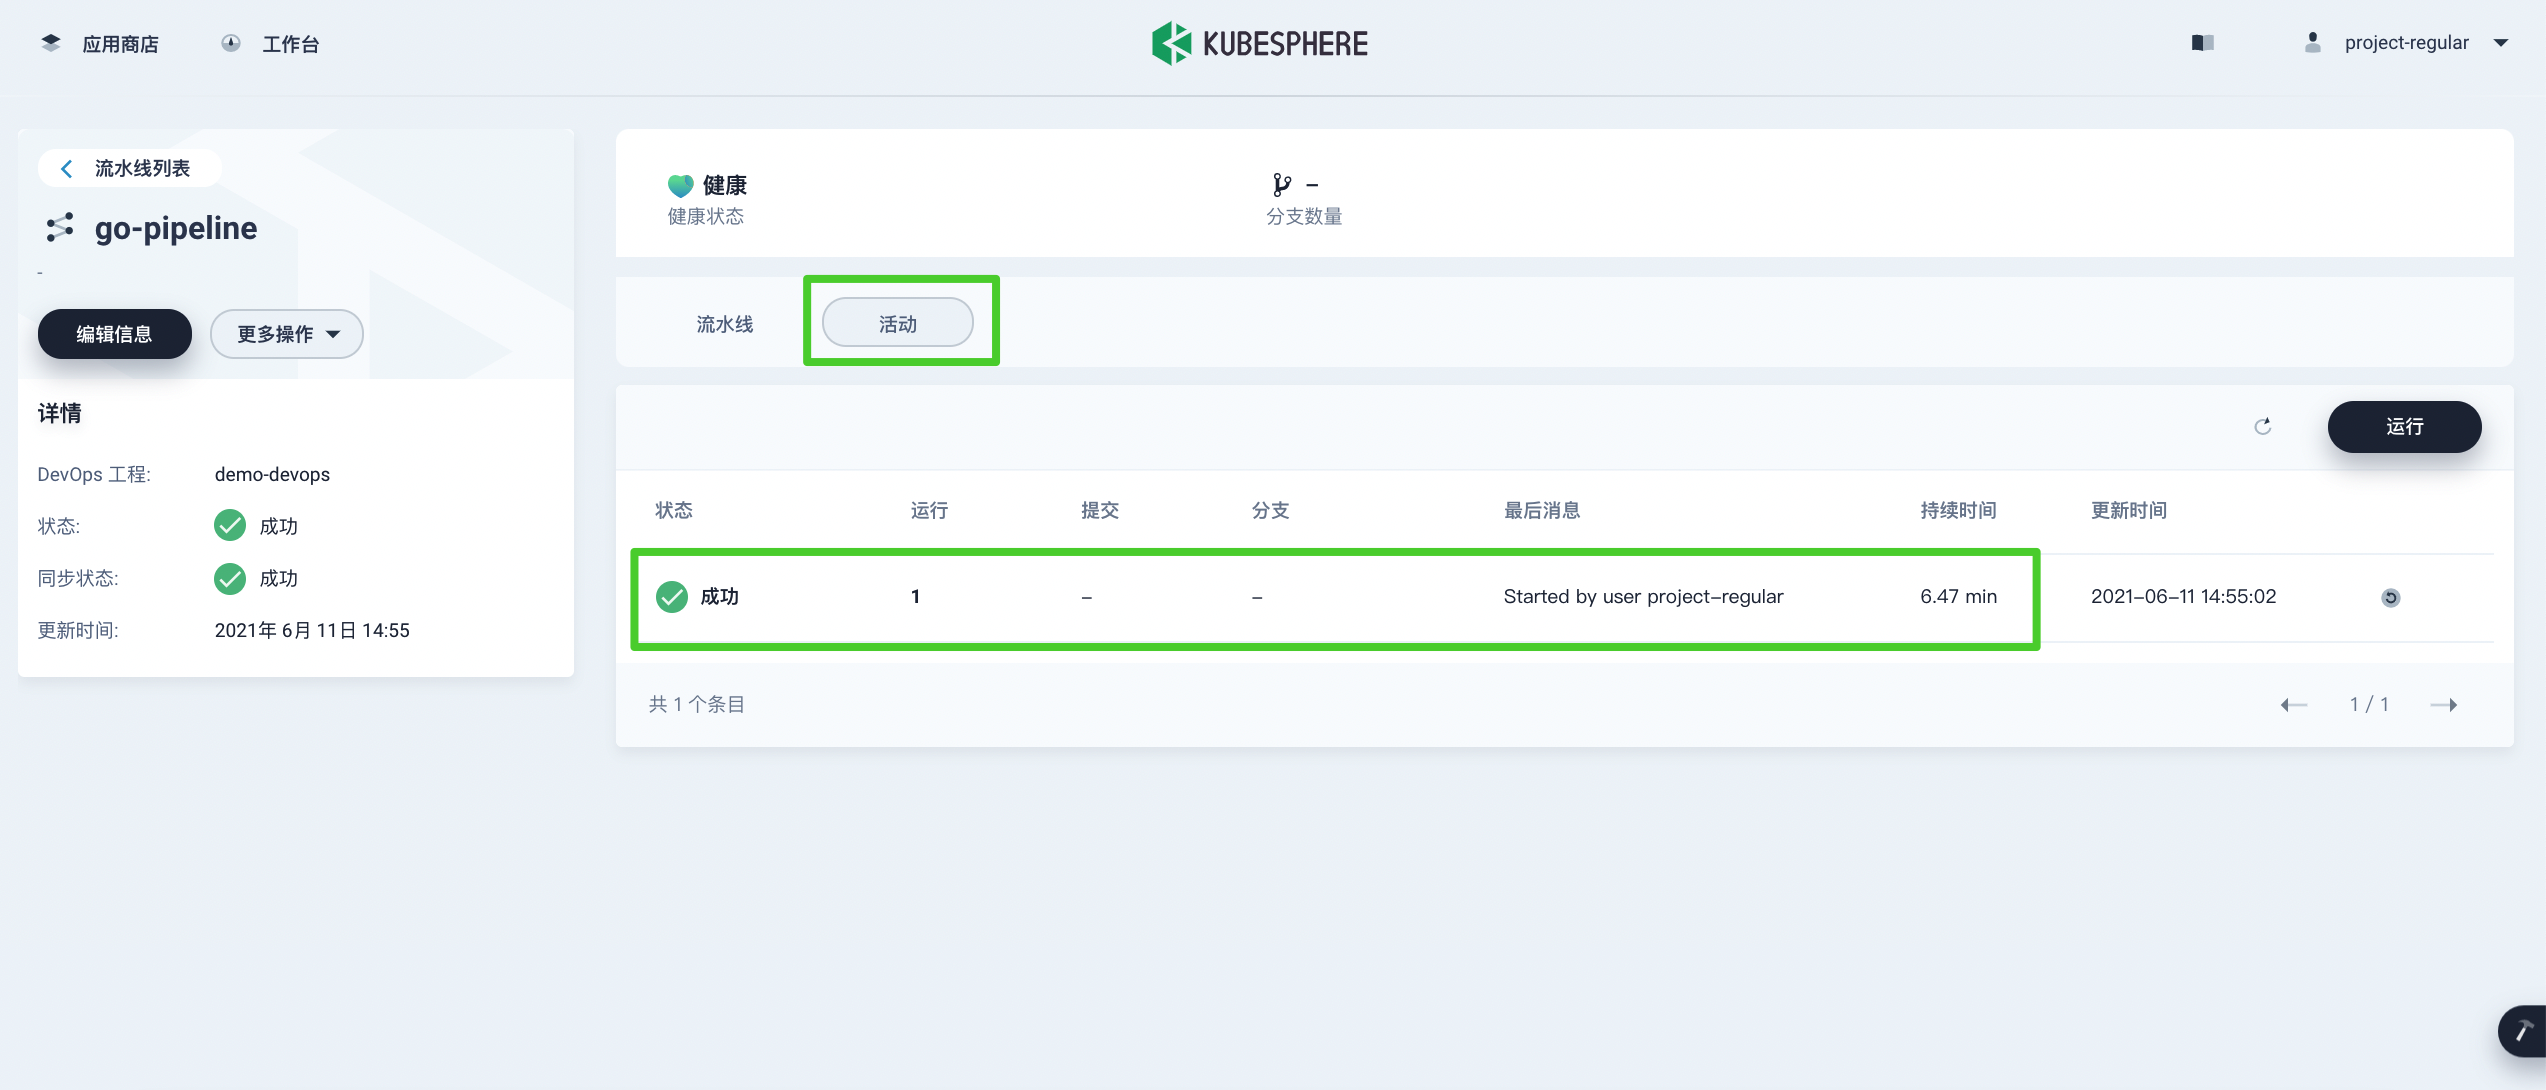 应用商店
工作台
KUBESPHERE
project-regular
流水线列表
go-pipeline
-
编辑信息
更多操作
详情
DevOps 工程: demo-devops
状态: 成功
同步状态: 成功
更新时间: 2021年 6月 11日 14:55
健康
健康状态
–
分支数量
流水线
活动
运行
状态 运行 提交 分支 最后消息 持续时间 更新时间
成功 1 – – Started by user project-regular 6.47 min 2021-06-11 14:55:02
共 1 个条目
1 / 1